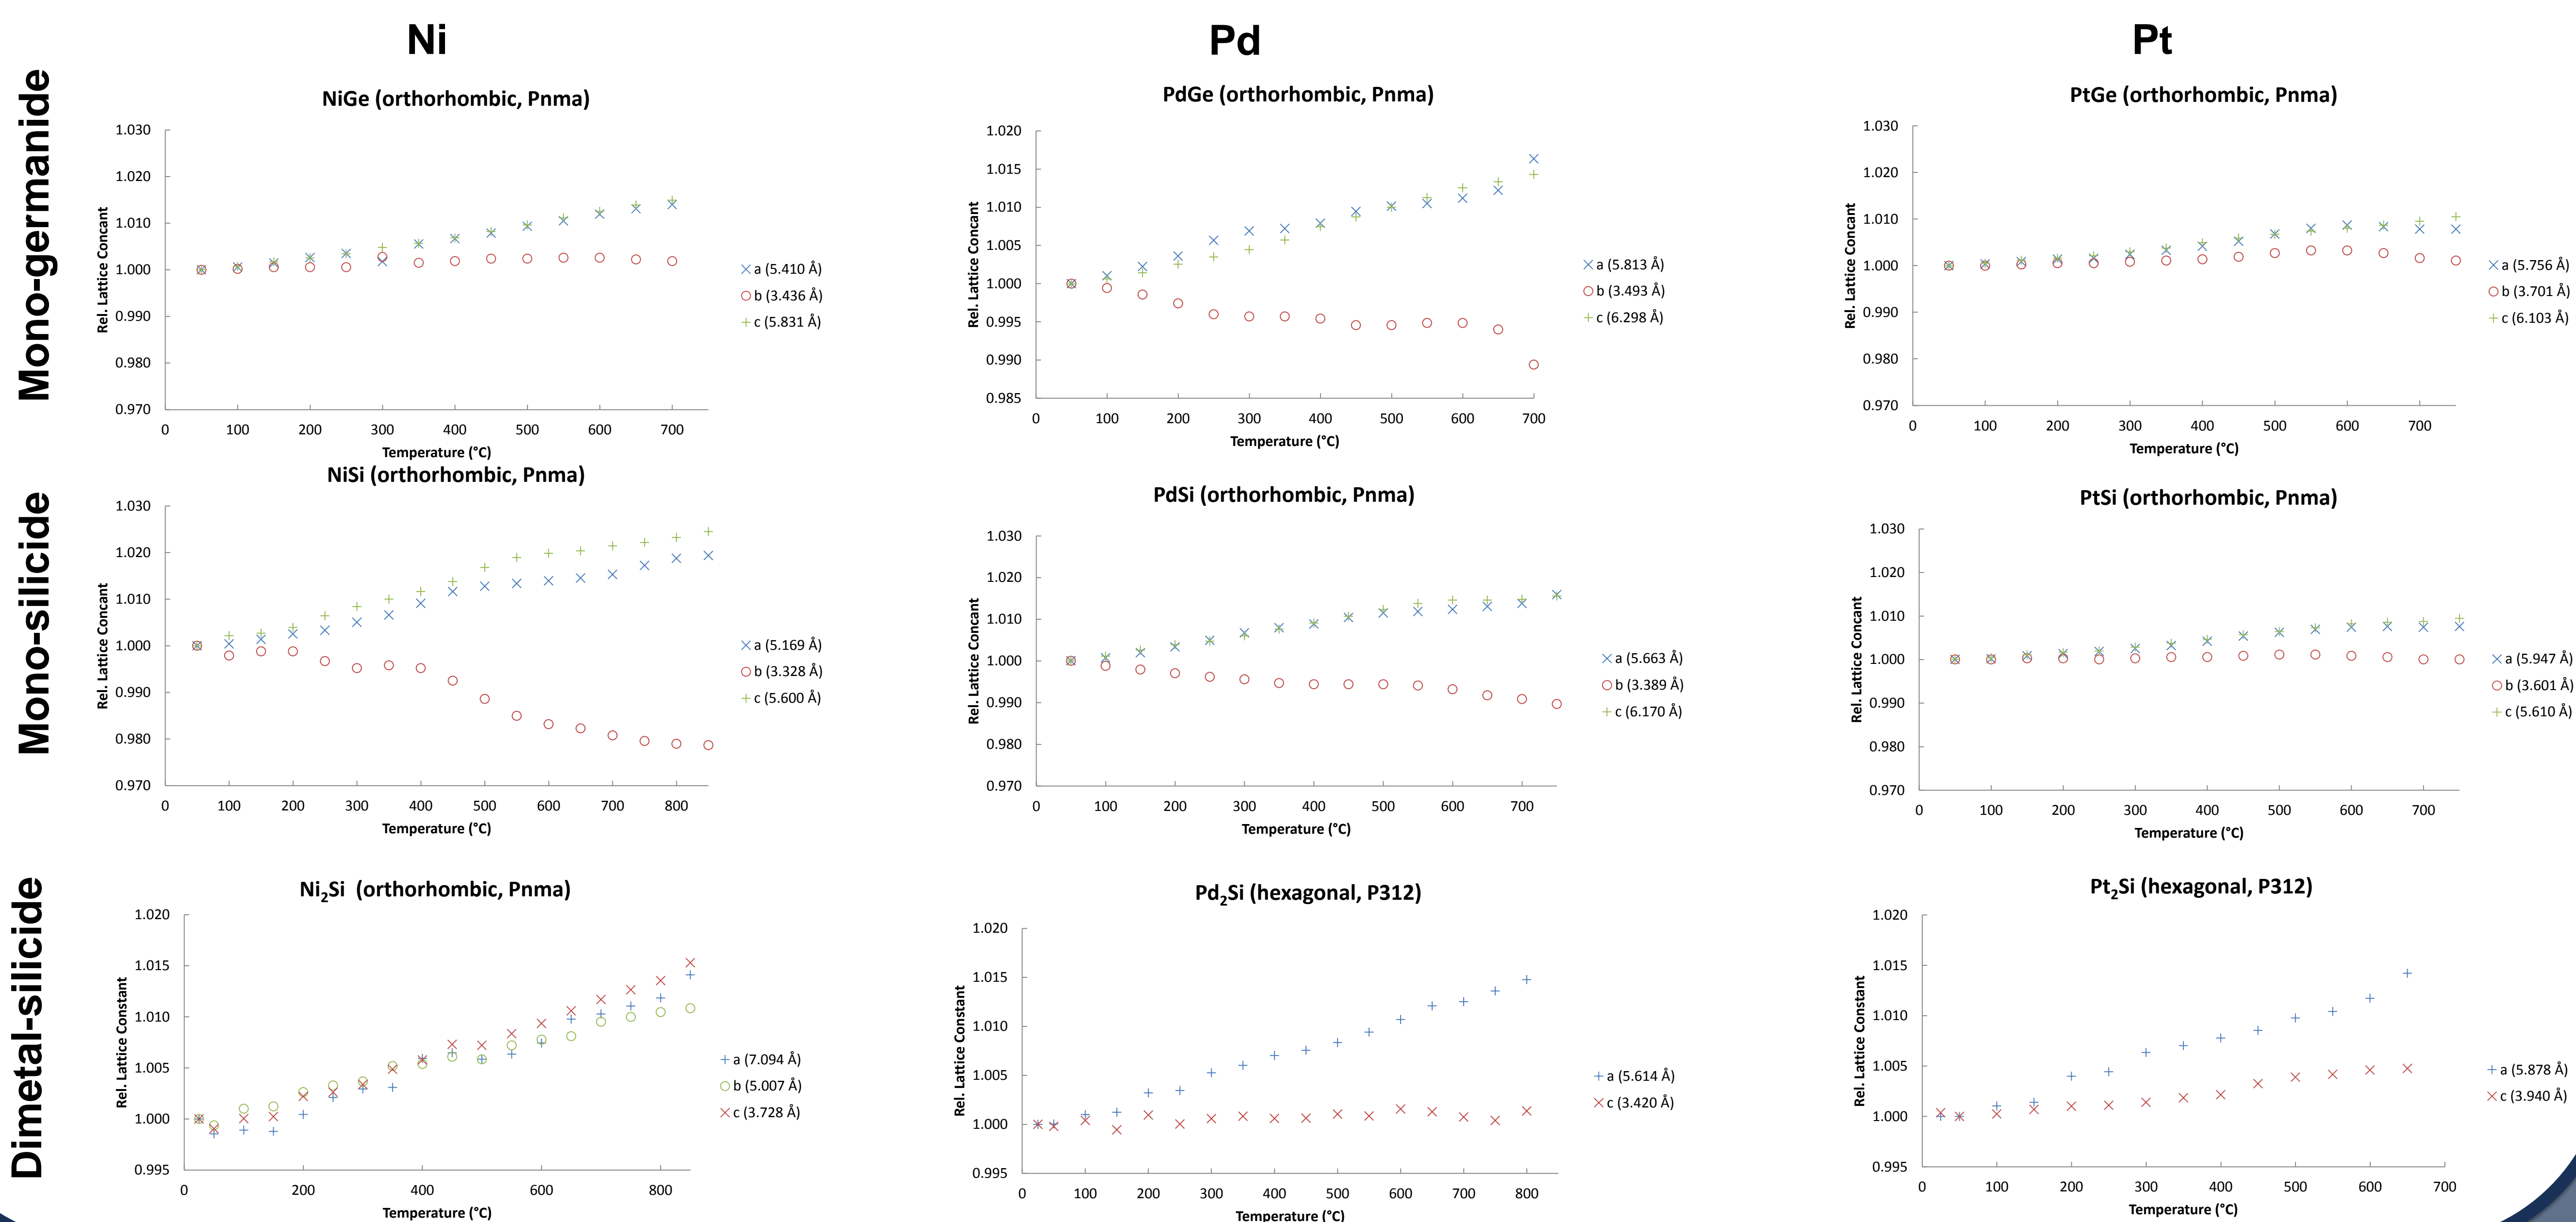 Ni
Pd
Pt
Mono-germanide
NiGe (orthorhombic, Pnma)
1.030
1.020
1.010
1.000
0.990
0.980
0.970
Rel. Lattice Concant
0 100 200 300 400 500 600 700
Temperature (°C)
a (5.410 Å)
b (3.436 Å)
c (5.831 Å)
PdGe (orthorhombic, Pnma)
1.020
1.015
1.010
1.005
1.000
0.995
0.990
0.985
Rel. Lattice Concant
0 100 200 300 400 500 600 700
Temperature (°C)
a (5.813 Å)
b (3.493 Å)
c (6.298 Å)
PtGe (orthorhombic, Pnma)
1.030
1.020
1.010
1.000
0.990
0.980
0.970
Rel. Lattice Concant
0 100 200 300 400 500 600 700
Temperature (°C)
a (5.756 Å)
b (3.701 Å)
c (6.103 Å)
Mono-silicide
NiSi (orthorhombic, Pnma)
1.030
1.020
1.010
1.000
0.990
0.980
0.970
Rel. Lattice Concant
0 100 200 300 400 500 600 700 800
Temperature (°C)
a (5.169 Å)
b (3.328 Å)
c (5.600 Å)
PdSi (orthorhombic, Pnma)
1.030
1.020
1.010
1.000
0.990
0.980
0.970
Rel. Lattice Concant
0 100 200 300 400 500 600 700
Temperature (°C)
a (5.663 Å)
b (3.389 Å)
c (6.170 Å)
PtSi (orthorhombic, Pnma)
1.030
1.020
1.010
1.000
0.990
0.980
0.970
Rel. Lattice Concant
0 100 200 300 400 500 600 700
Temperature (°C)
a (5.947 Å)
b (3.601 Å)
c (5.610 Å)
Dimetal-silicide
Ni₂Si (orthorhombic, Pnma)
1.020
1.015
1.010
1.005
1.000
0.995
Rel. Lattice Constant
0 200 400 600 800
Temperature (°C)
a (7.094 Å)
b (5.007 Å)
c (3.728 Å)
Pd₂Si (hexagonal, P312)
1.020
1.015
1.010
1.005
1.000
0.995
Rel. Lattice Constant
0 100 200 300 400 500 600 700 800
Temperature (°C)
a (5.614 Å)
c (3.420 Å)
Pt₂Si (hexagonal, P312)
1.020
1.015
1.010
1.005
1.000
0.995
Rel. Lattice Constant
0 100 200 300 400 500 600 700
Temperature (°C)
a (5.878 Å)
c (3.940 Å)